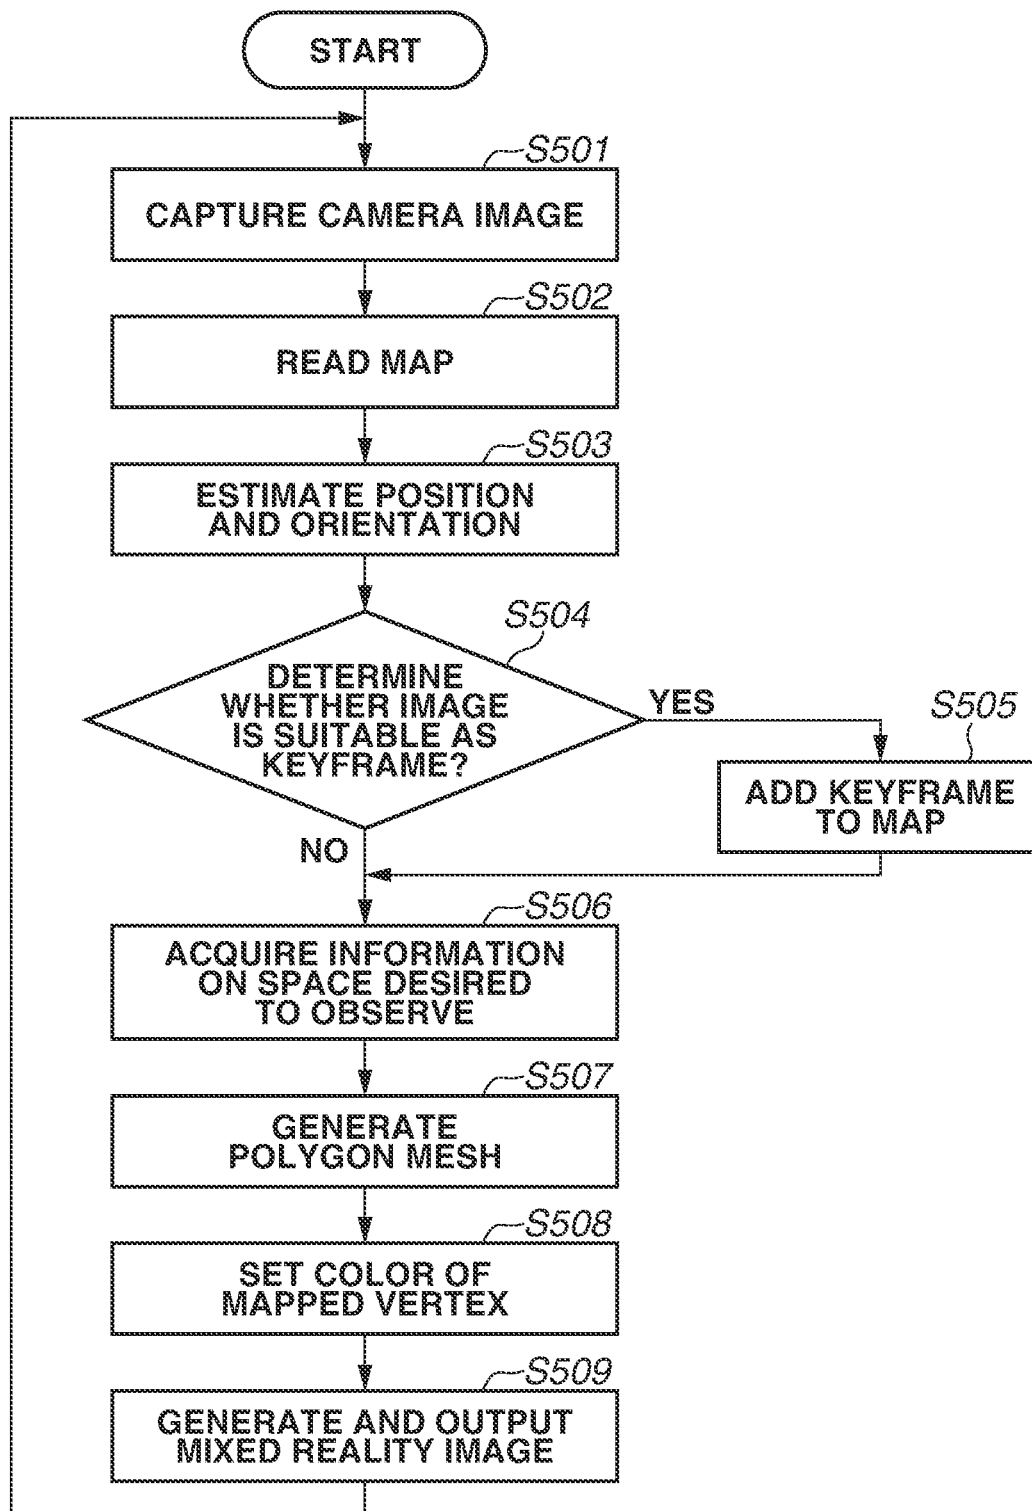 START
S501
CAPTURE CAMERA IMAGE
S502
READ MAP
S503
ESTIMATE POSITION
AND ORIENTATION
S504
DETERMINE
WHETHER IMAGE
IS SUITABLE AS
KEYFRAME?
YES
S505
ADD KEYFRAME
TO MAP
NO
S506
ACQUIRE INFORMATION
ON SPACE DESIRED
TO OBSERVE
S507
GENERATE
POLYGON MESH
S508
SET COLOR OF
MAPPED VERTEX
S509
GENERATE AND OUTPUT
MIXED REALITY IMAGE